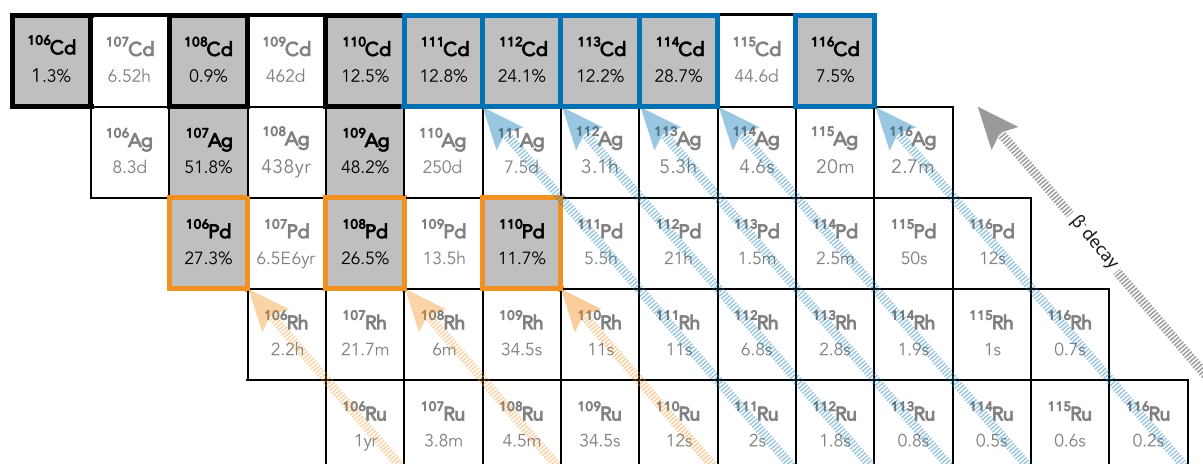 106Cd 107Cd 108Cd 109Cd 110Cd 111Cd 112Cd 113Cd 114Cd 115Cd 116Cd
1.3% 6.52h 0.9% 462d 12.5% 12.8% 24.1% 12.2% 28.7% 44.6d 7.5%
106Ag 107Ag 108Ag 109Ag 110Ag 111Ag 112Ag 113Ag 114Ag 115Ag 116Ag
8.3d 51.8% 438yr 48.2% 250d 7.5d 3.1h 5.3h 4.6s 20m 2.7m
106Pd 107Pd 108Pd 109Pd 110Pd 111Pd 112Pd 113Pd 114Pd 115Pd 116Pd
27.3% 6.5E6yr 26.5% 13.5h 11.7% 5.5h 21h 1.5m 2.5m 50s 12s
β decay
106Rh 107Rh 108Rh 109Rh 110Rh 111Rh 112Rh 113Rh 114Rh 115Rh 116Rh
2.2h 21.7m 6m 34.5s 11s 11s 6.8s 2.8s 1.9s 1s 0.7s
106Ru 107Ru 108Ru 109Ru 110Ru 111Ru 112Ru 113Ru 114Ru 115Ru 116Ru
1yr 3.8m 4.5m 34.5s 12s 2s 1.8s 0.8s 0.5s 0.6s 0.2s